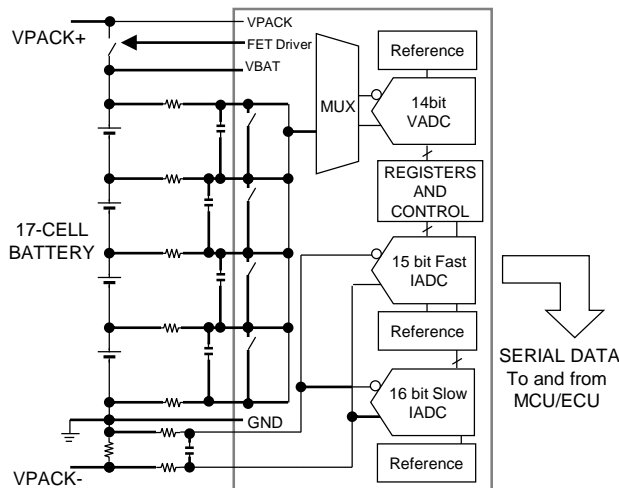 VPACK+
VPACK
FET Driver
VBAT
MUX
Reference
14bit
VADC
REGISTERS
AND
CONTROL
17-CELL
BATTERY
15 bit Fast
IADC
Reference
SERIAL DATA
To and from
MCU/ECU
16 bit Slow
IADC
GND
Reference
VPACK-